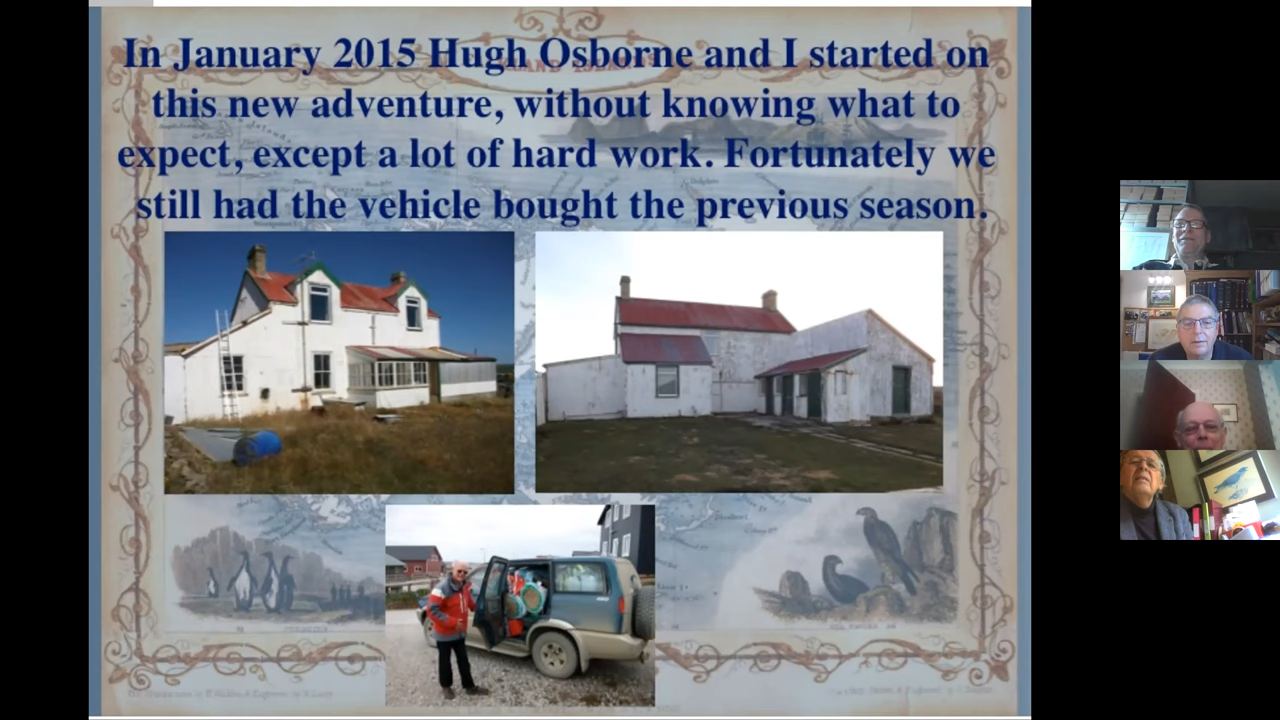 In January 2015 Hugh Osborne and I started on
this new adventure, without knowing what to
expect, except a lot of hard work. Fortunately we
still had the vehicle bought the previous season.